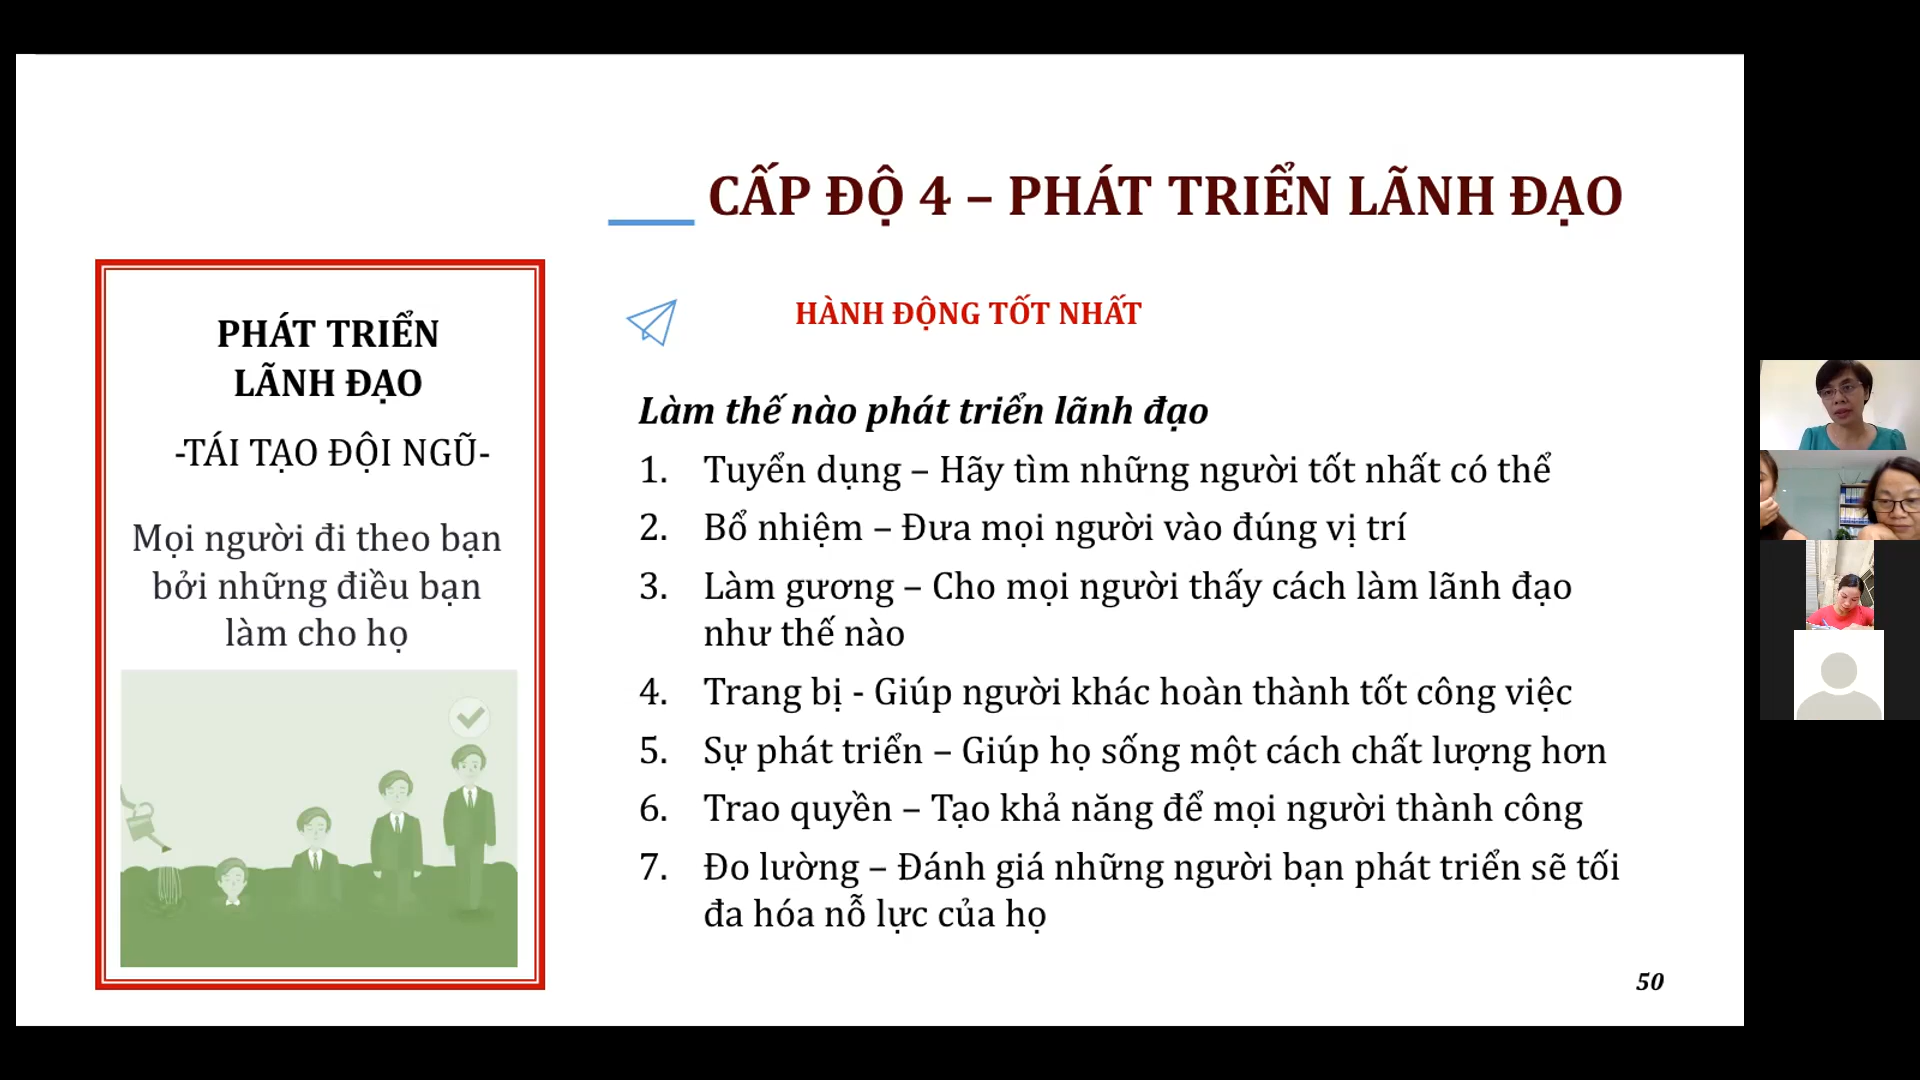 CẤP ĐỘ 4 – PHÁT TRIỂN LÃNH ĐẠO
PHÁT TRIỂN
LÃNH ĐẠO
-TÁI TẠO ĐỘI NGŨ-
Mọi người đi theo bạn
bởi những điều bạn
làm cho họ
HÀNH ĐỘNG TỐT NHẤT
Làm thế nào phát triển lãnh đạo
1. Tuyển dụng – Hãy tìm những người tốt nhất có thể
2. Bổ nhiệm – Đưa mọi người vào đúng vị trí
3. Làm gương – Cho mọi người thấy cách làm lãnh đạo
như thế nào
4. Trang bị - Giúp người khác hoàn thành tốt công việc
5. Sự phát triển – Giúp họ sống một cách chất lượng hơn
6. Trao quyền – Tạo khả năng để mọi người thành công
7. Đo lường – Đánh giá những người bạn phát triển sẽ tối
đa hóa nỗ lực của họ
50